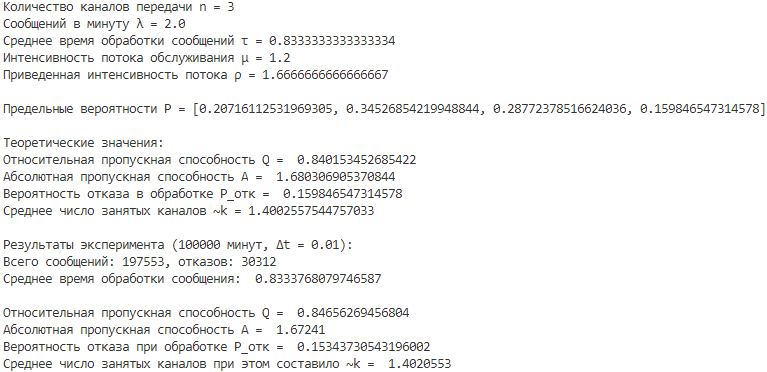 Количество каналов передачи n = 3
Сообщений в минуту λ = 2.0
Среднее время обработки сообщений τ = 0.8333333333333334
Интенсивность потока обслуживания μ = 1.2
Приведенная интенсивность потока ρ = 1.6666666666666667
Предельные вероятности P = [0.20716112531969305, 0.34526854219948844, 0.28772378516624036, 0.159846547314578]
Теоретические значения:
Относительная пропускная способность Q =  0.840153452685422
Абсолютная пропускная способность A =  1.680306905370844
Вероятность отказа в обработке P_отк =  0.159846547314578
Среднее число занятых каналов ~k = 1.4002557544757033
Результаты эксперимента (100000 минут, Δt = 0.01):
Всего сообщений: 197553, отказов: 30312
Среднее время обработки сообщения:  0.8333768079746587
Относительная пропускная способность Q =  0.84656269456804
Абсолютная пропускная способность A =  1.67241
Вероятность отказа при обработке P_отк =  0.15343730543196002
Среднее число занятых каналов при этом составило ~k =  1.4020553